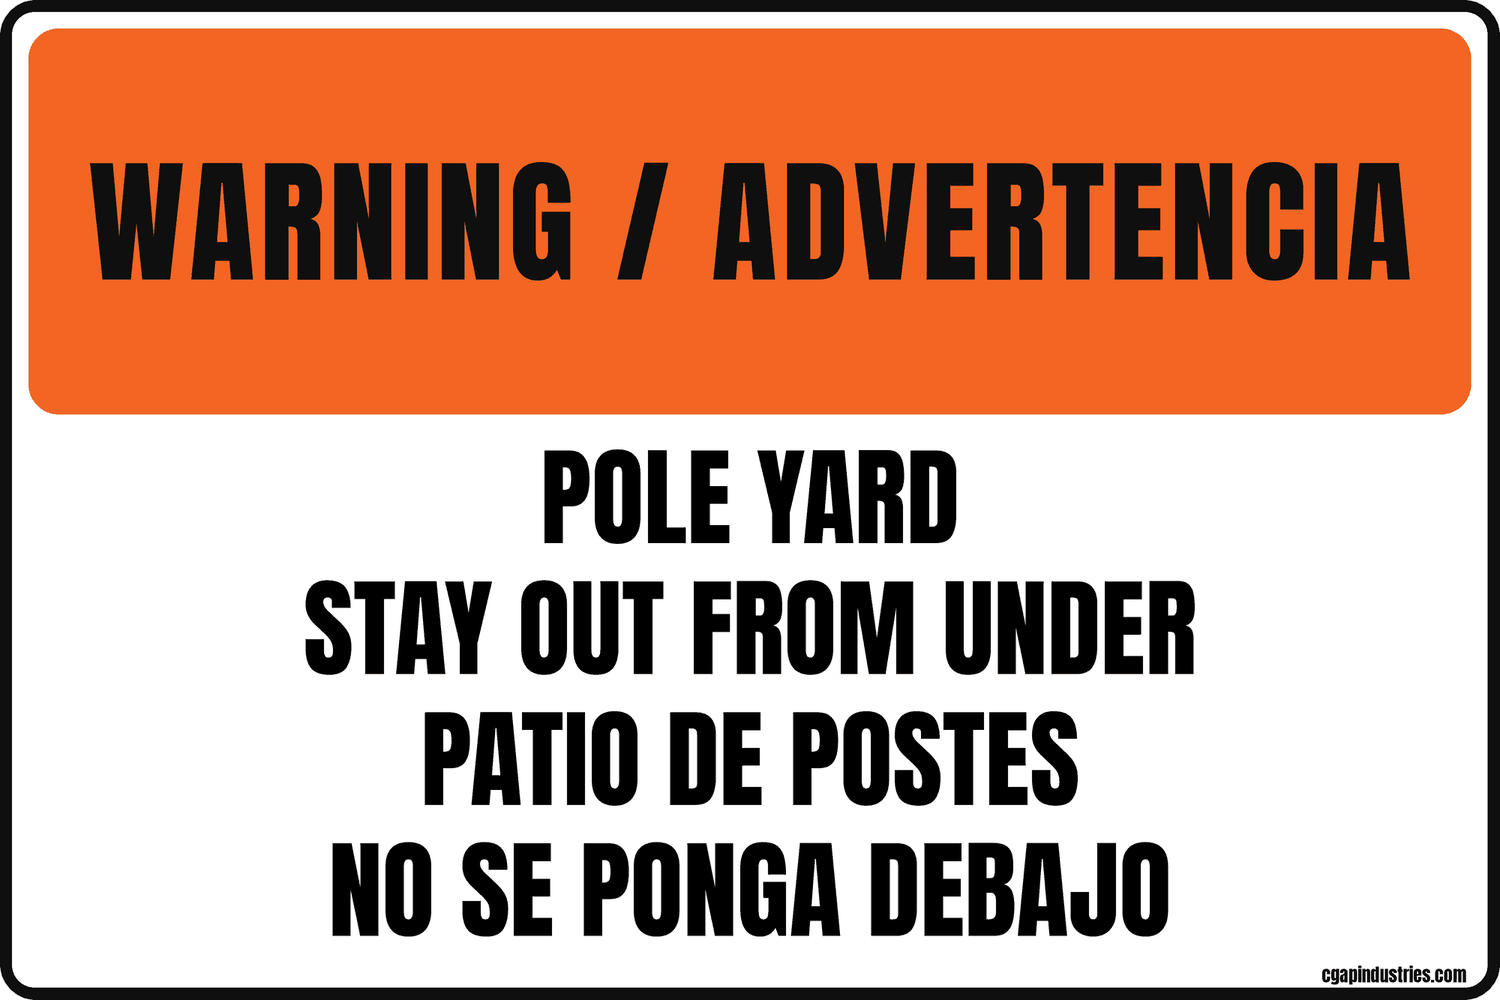 WARNING / ADVERTENCIA
POLE YARD
STAY OUT FROM UNDER
PATIO DE POSTES
NO SE PONGA DEBAJO
cgapindustries.com